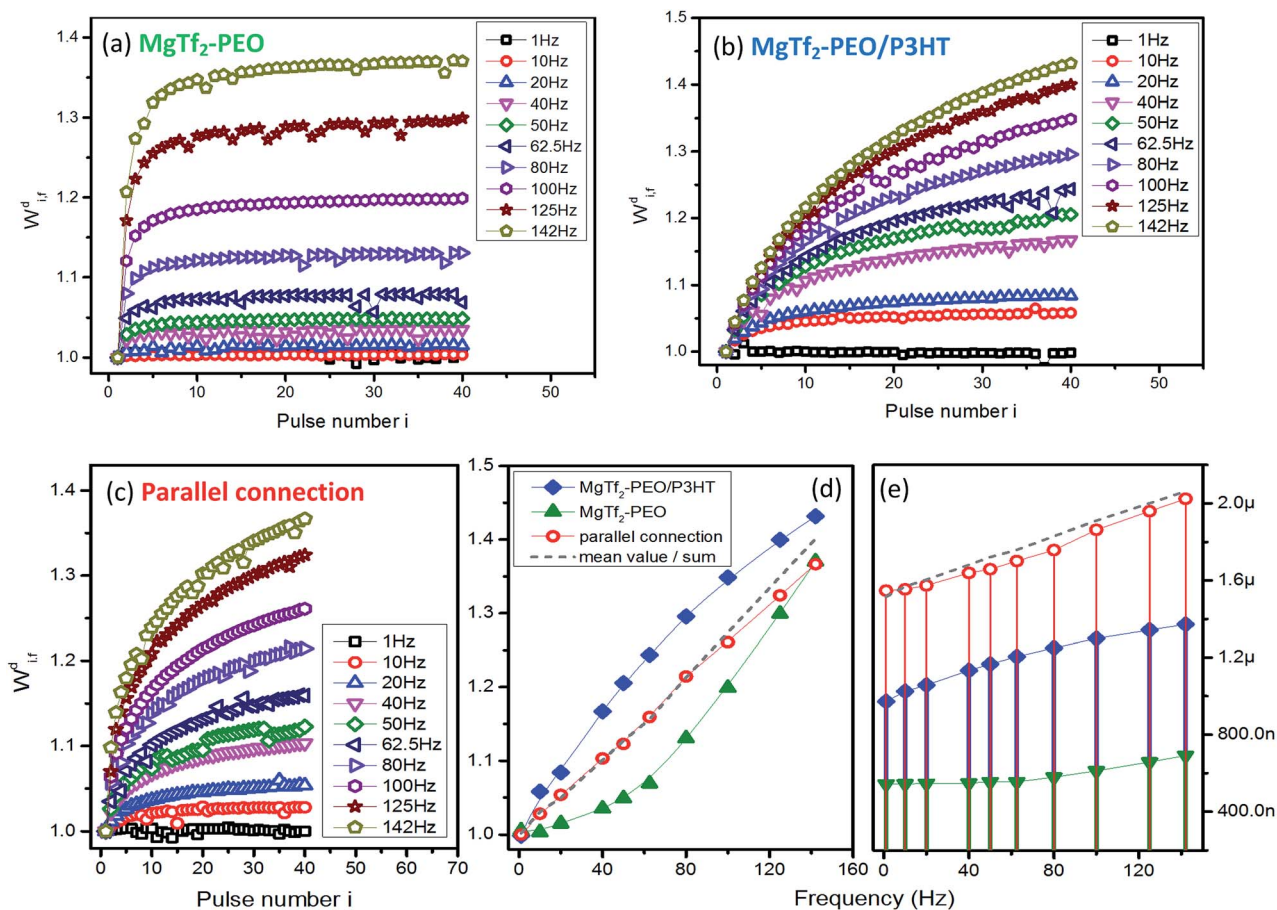 (a) MgTf₂-PEO
1.4
1.3
1.2
1.1
1.0
W^d_{i,f}
0 10 20 30 40 50
Pulse number i
1Hz
10Hz
20Hz
40Hz
50Hz
62.5Hz
80Hz
100Hz
125Hz
142Hz
(b) MgTf₂-PEO/P3HT
1.5
1.4
1.3
1.2
1.1
1.0
W^d_{i,f}
0 10 20 30 40 50
Pulse number i
1Hz
10Hz
20Hz
40Hz
50Hz
62.5Hz
80Hz
100Hz
125Hz
142Hz
(c) Parallel connection
1.4
1.3
1.2
1.1
1.0
W^d_{i,f}
0 10 20 30 40 50 60 70
Pulse number i
1Hz
10Hz
20Hz
40Hz
50Hz
62.5Hz
80Hz
100Hz
125Hz
142Hz
(d)
MgTf₂-PEO/P3HT
MgTf₂-PEO
parallel connection
mean value / sum
1.5
1.4
1.3
1.2
1.1
1.0
0 40 80 120 160
(e)
2.0µ
1.6µ
1.2µ
800.0n
400.0n
0 40 80 120
Frequency (Hz)